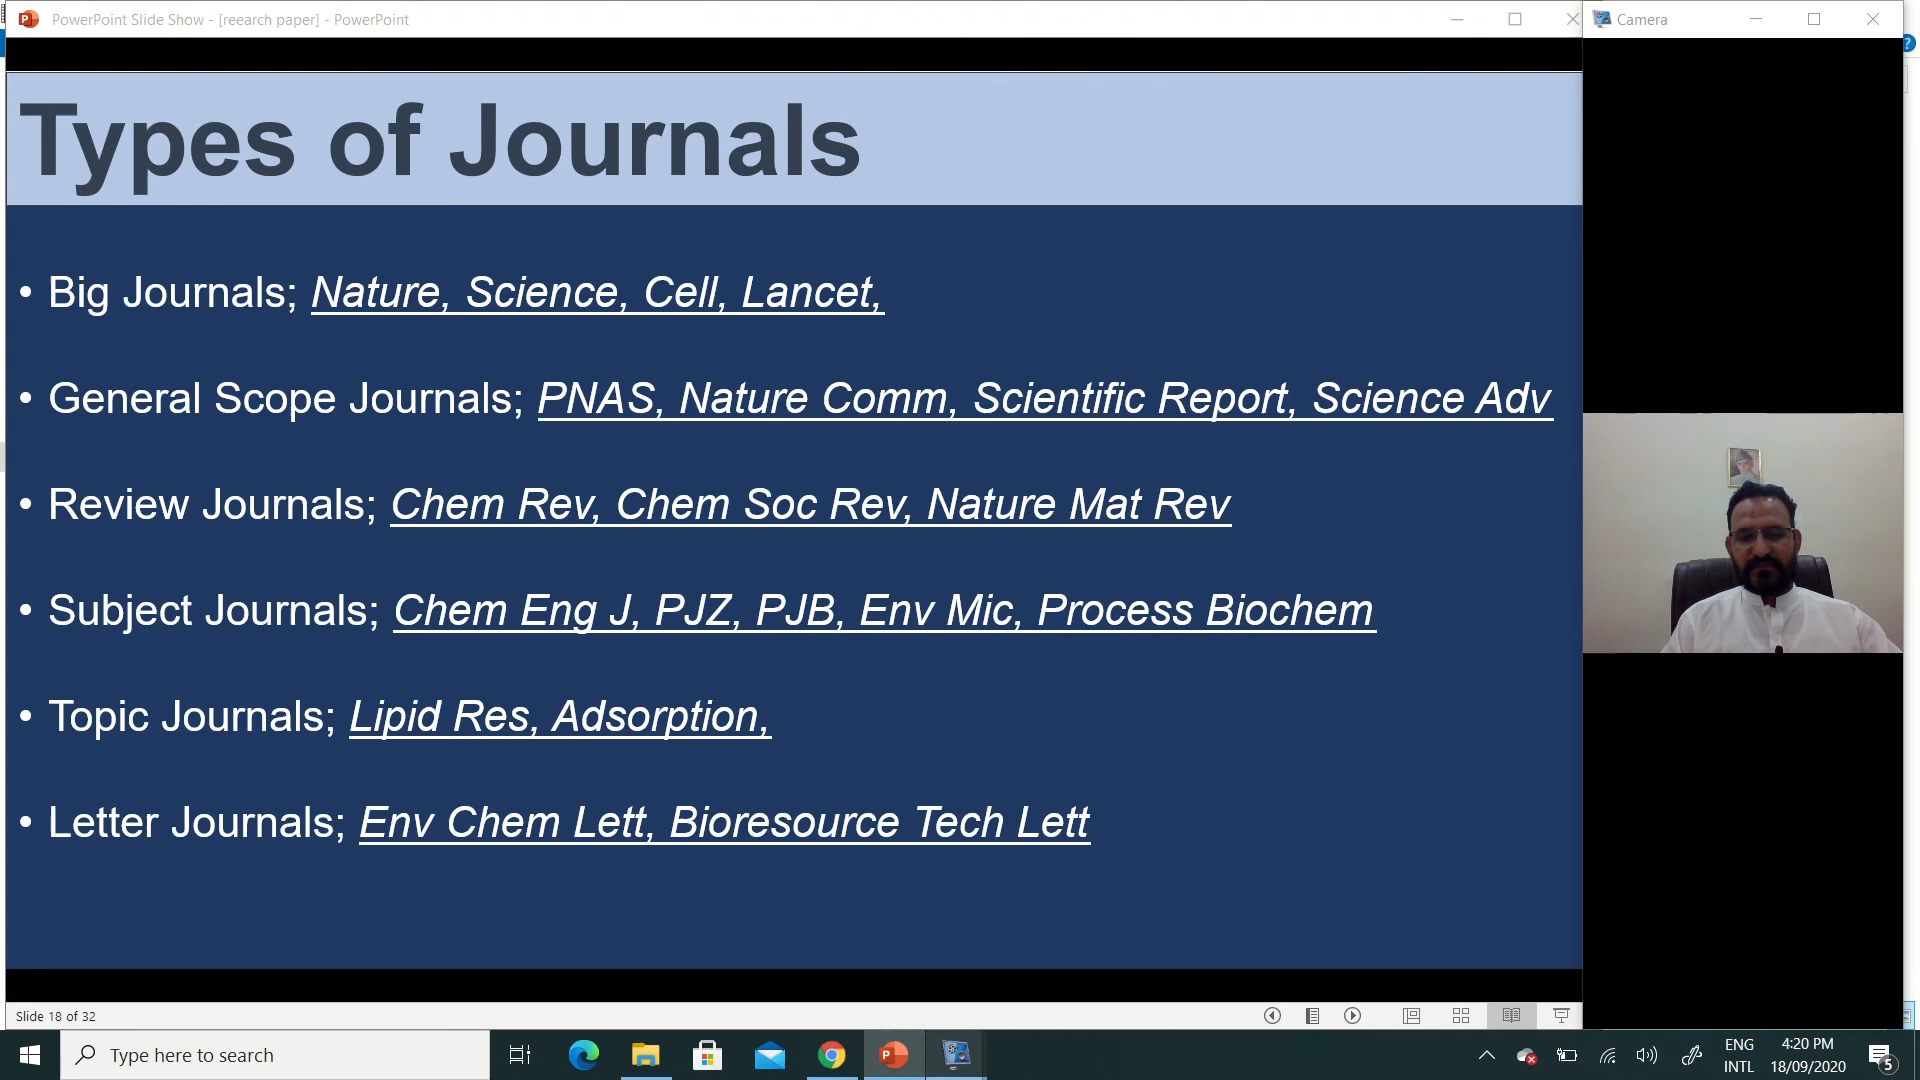 PowerPoint Slide Show - [reearch paper] - PowerPoint
Camera
Types of Journals
• Big Journals; Nature, Science, Cell, Lancet,
• General Scope Journals; PNAS, Nature Comm, Scientific Report, Science Adv
• Review Journals; Chem Rev, Chem Soc Rev, Nature Mat Rev
• Subject Journals; Chem Eng J, PJZ, PJB, Env Mic, Process Biochem
• Topic Journals; Lipid Res, Adsorption,
• Letter Journals; Env Chem Lett, Bioresource Tech Lett
Slide 18 of 32
Type here to search
ENG
INTL
4:20 PM
18/09/2020
5